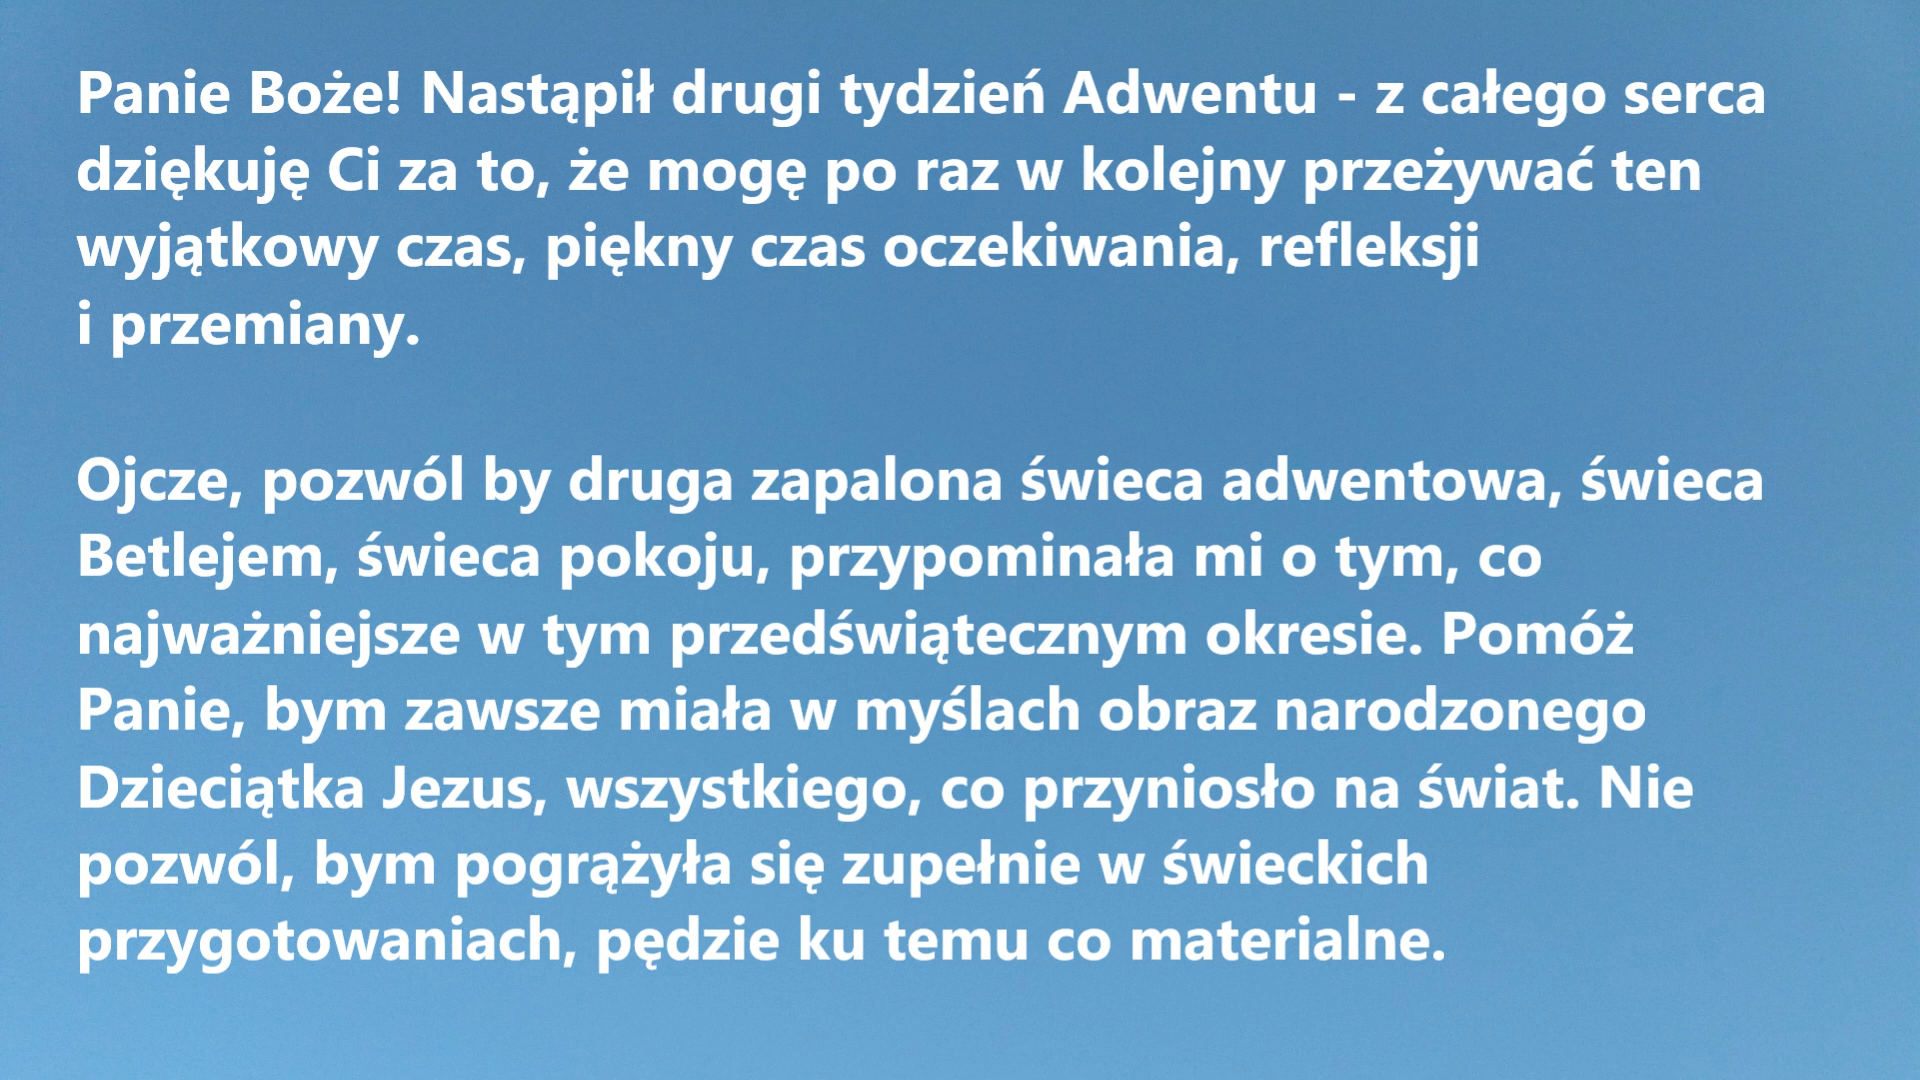 Panie Boże! Nastąpił drugi tydzień Adwentu - z całego serca
dziękuję Ci za to, że mogę po raz w kolejny przeżywać ten
wyjątkowy czas, piękny czas oczekiwania, refleksji
i przemiany.
Ojcze, pozwól by druga zapalona świeca adwentowa, świeca
Betlejem, świeca pokoju, przypominała mi o tym, co
najważniejsze w tym przedświątecznym okresie. Pomóż
Panie, bym zawsze miała w myślach obraz narodzonego
Dzieciątka Jezus, wszystkiego, co przyniosło na świat. Nie
pozwól, bym pogrążyła się zupełnie w świeckich
przygotowaniach, pędzie ku temu co materialne.